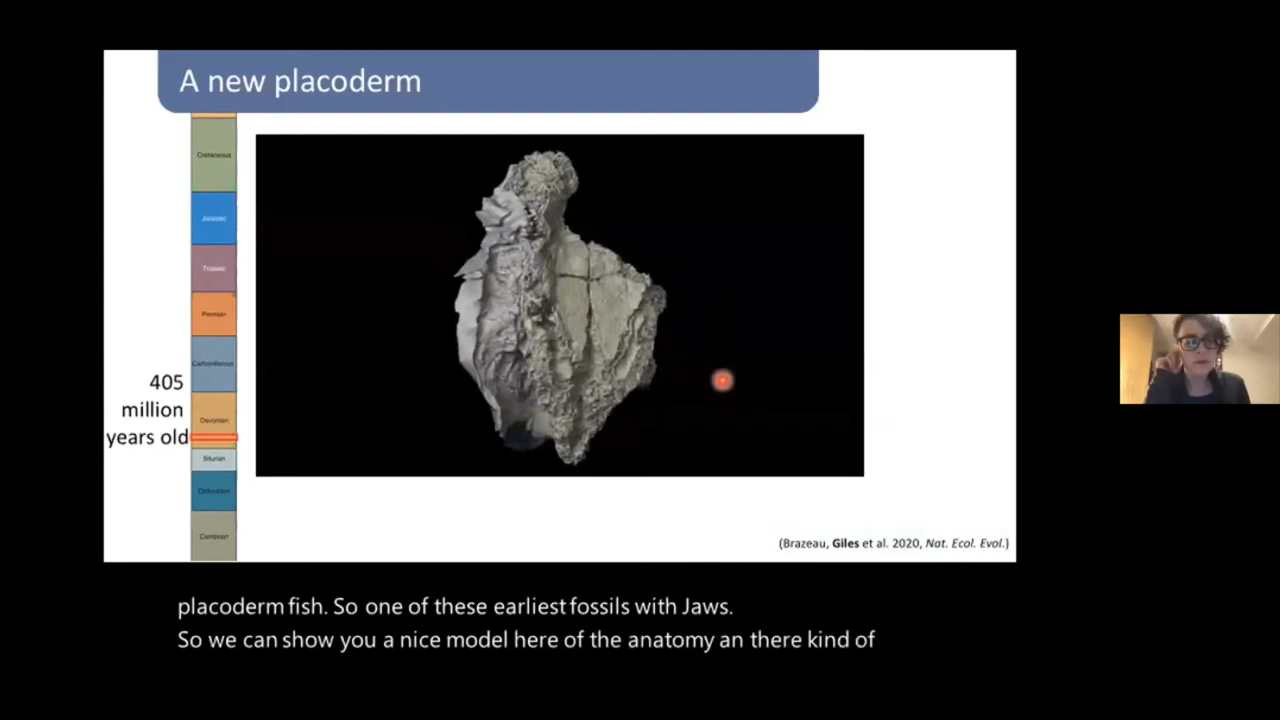 A new placoderm
Cretaceous
Jurassic
Triassic
Permian
Carboniferous
405
million
years old
Devonian
Silurian
Ordovician
Cambrian
(Brazeau, Giles et al. 2020, Nat. Ecol. Evol.)
placoderm fish. So one of these earliest fossils with Jaws.
So we can show you a nice model here of the anatomy an there kind of